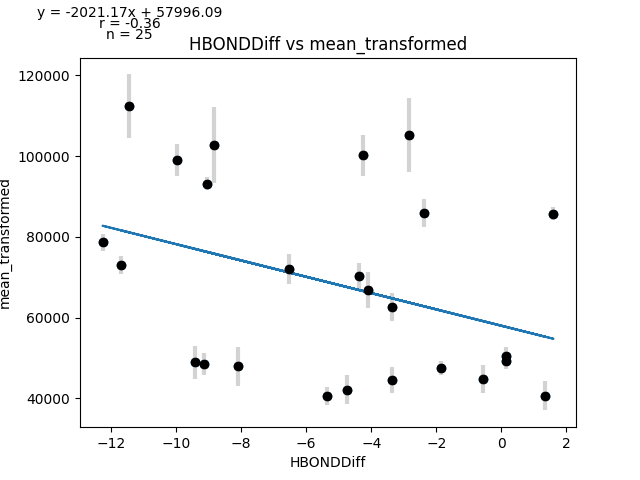 y = -2021.17x + 57996.09
r = -0.36
n = 25
HBONDDiff vs mean_transformed
120000
100000
80000
60000
40000
mean_transformed
−12
−10
−8
−6
−4
−2
0
2
HBONDDiff